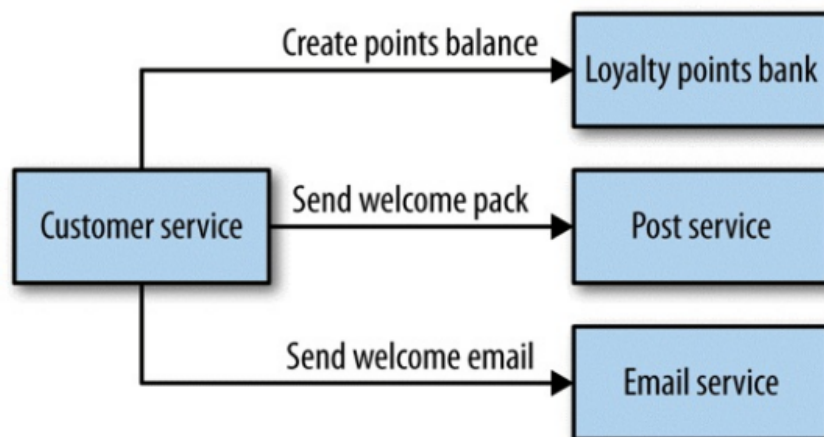 Create points balance
Loyalty points bank
Customer service
Send welcome pack
Post service
Send welcome email
Email service